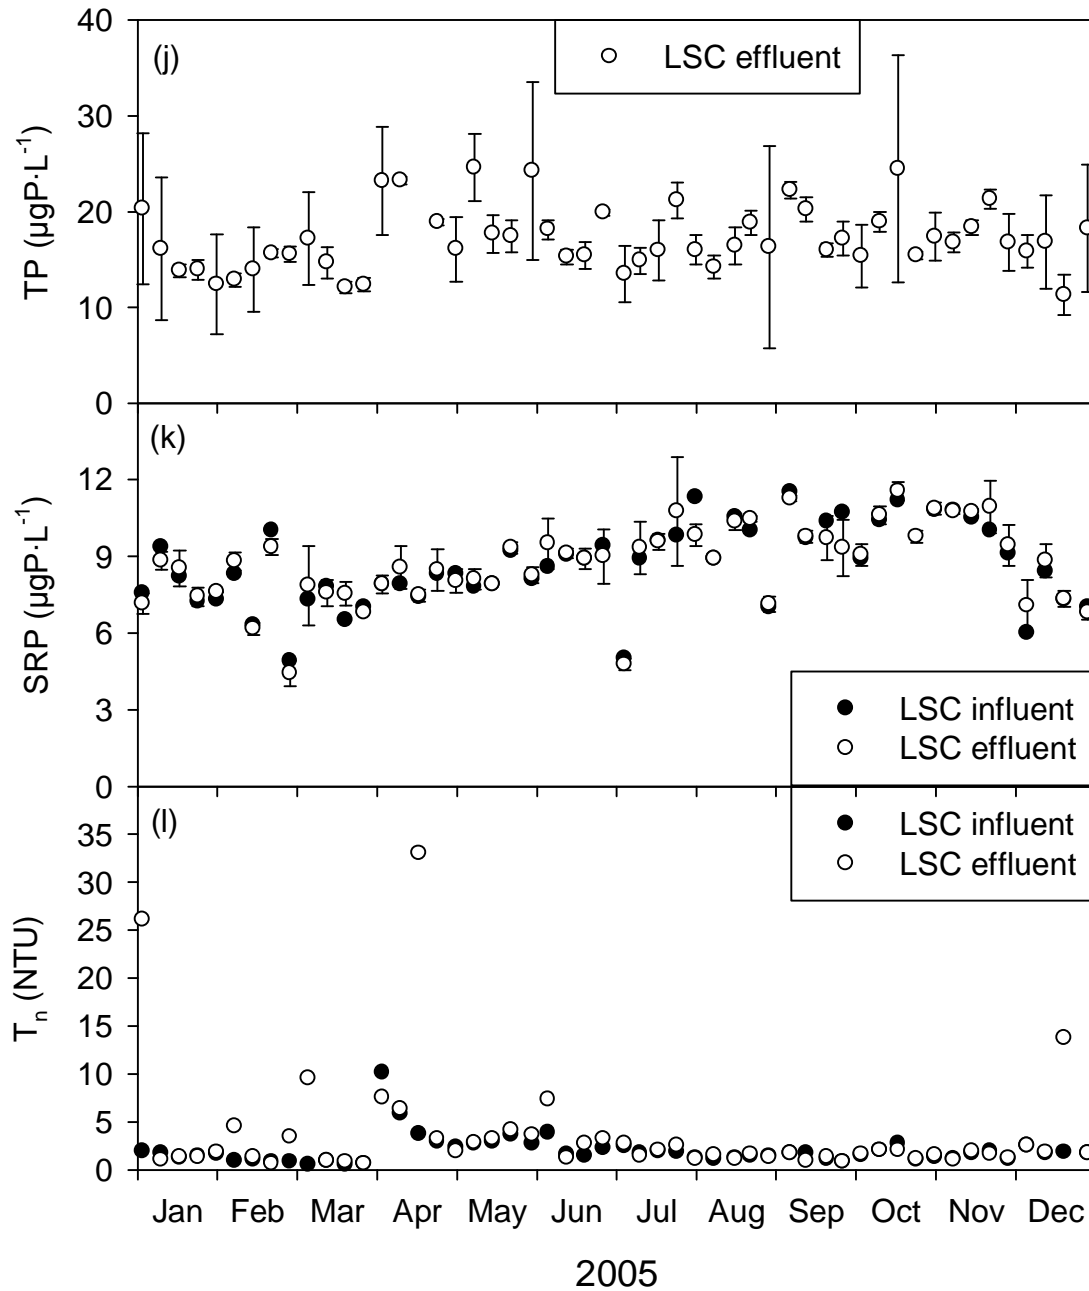 40
(j)
LSC effluent
30
20
10
0
TP (µgP·L-1)
(k)
12
9
6
3
0
SRP (µgP·L-1)
LSC influent
LSC effluent
(l)
LSC influent
LSC effluent
35
30
25
20
15
10
5
0
Tn (NTU)
Jan Feb Mar Apr May Jun Jul Aug Sep Oct Nov Dec
2005